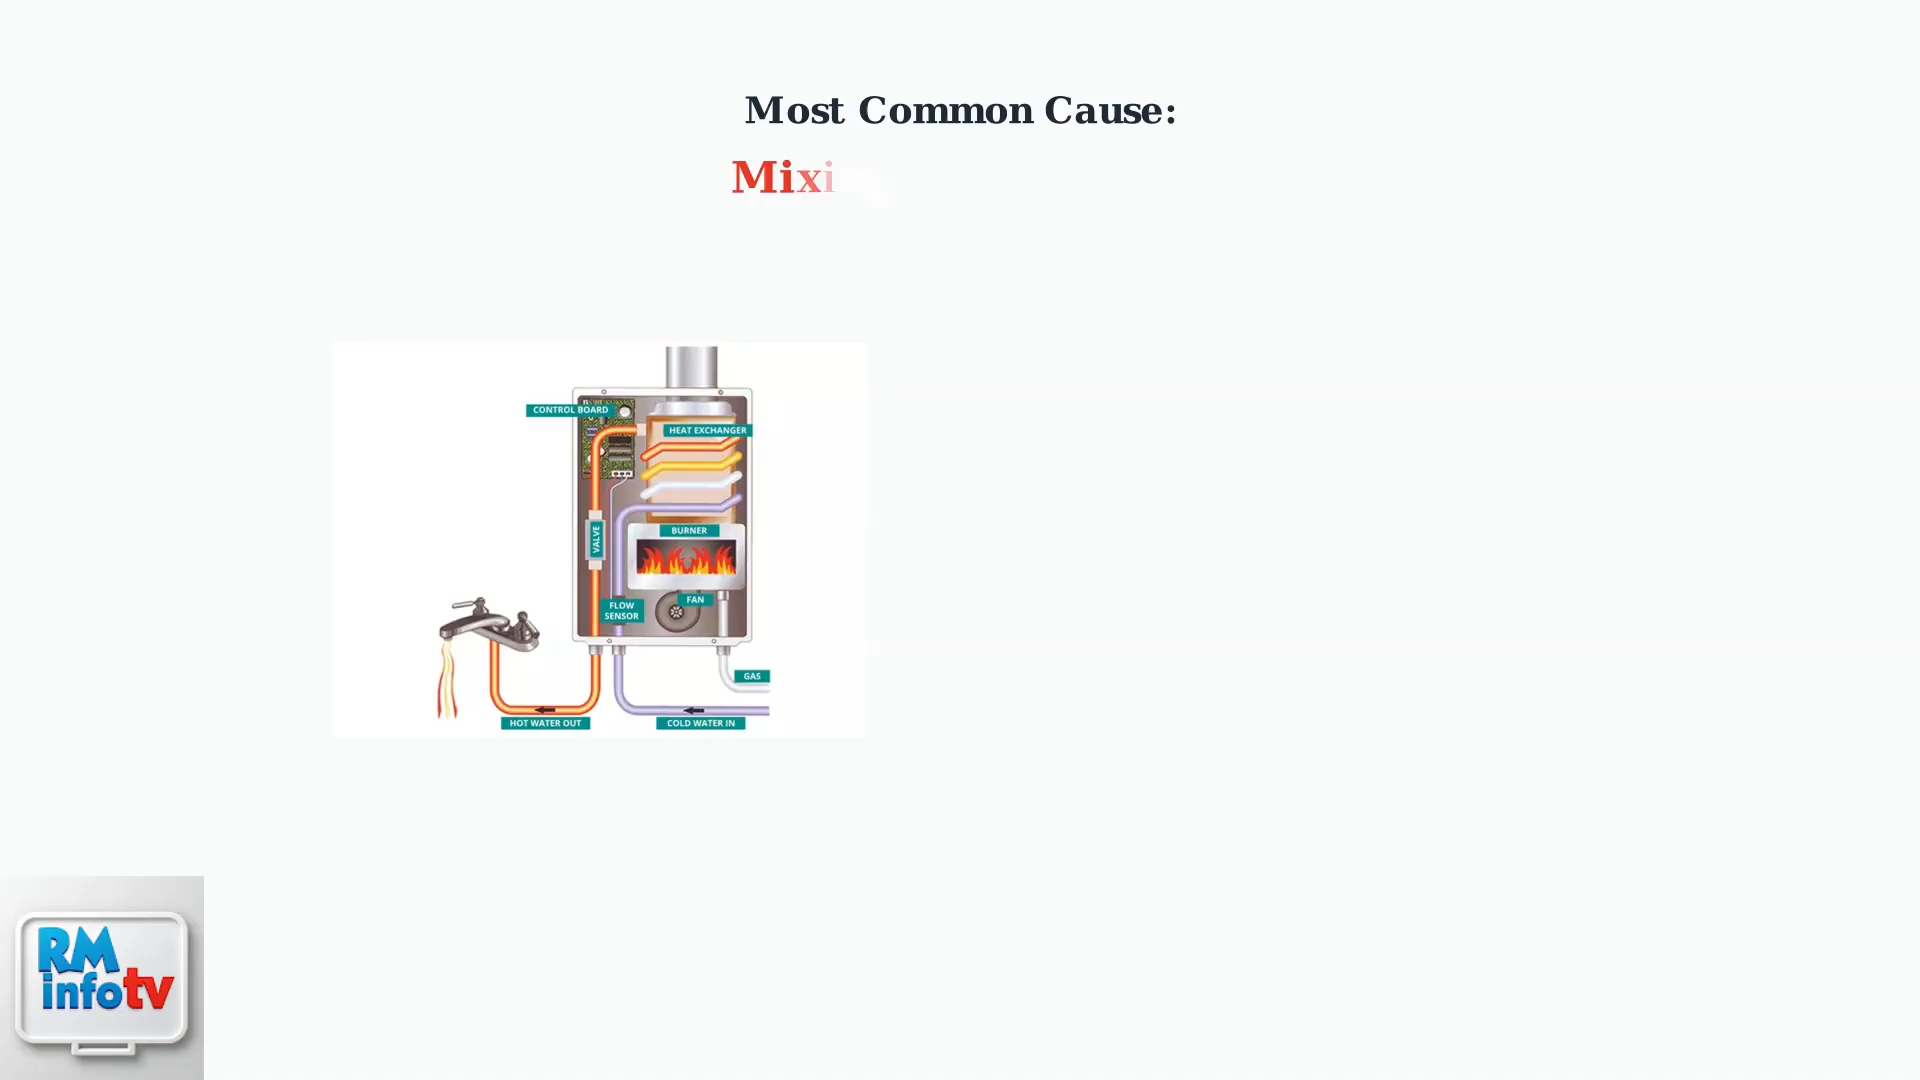 Most Common Cause:
Mixi
CONTROL BOARD
HEAT EXCHANGER
VALVE
BURNER
FLOW
SENSOR
FAN
GAS
HOT WATER OUT
COLD WATER IN
RM
infotv